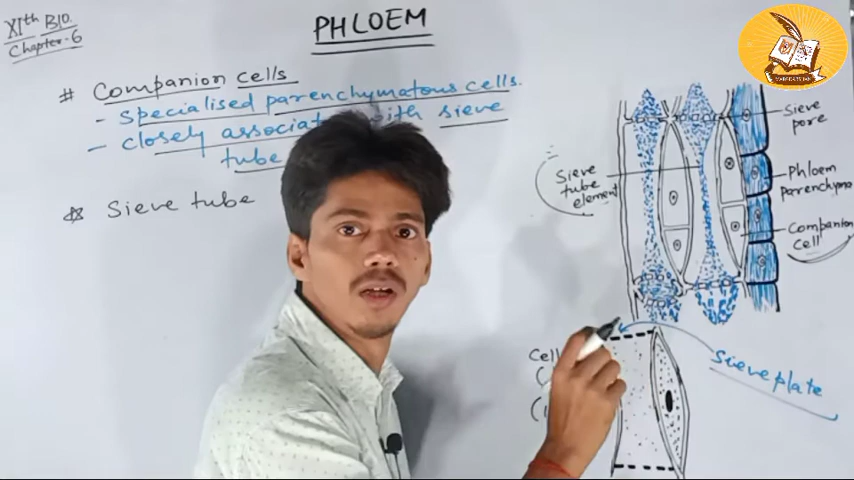 XIth BIO.
Chapter-6
PHLOEM
# Companion cells
- Specialised parenchymatous cells.
- closely associat with sieve
tube
☆ Sieve tube
Sieve
tube
element
Sieve
pore
Phloem
parenchyma
Companion
cell
Cell
Sieve plate